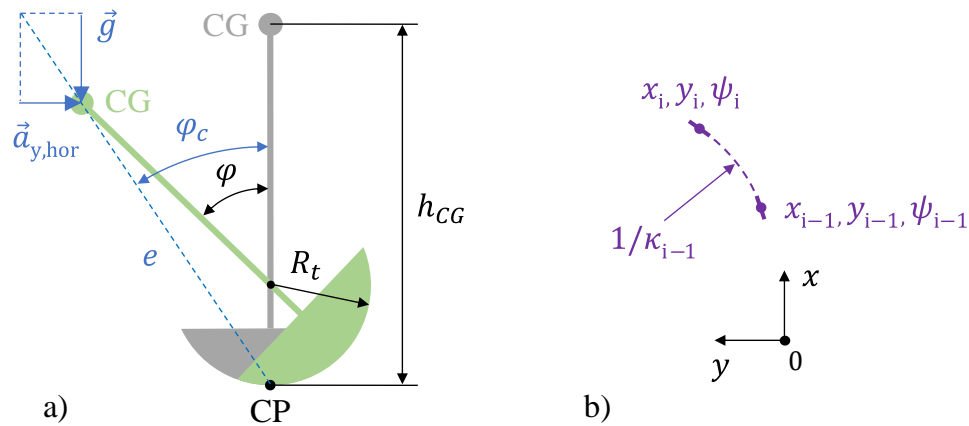 CG
g⃗
CG
a⃗y,hor
φc
φ
hCG
e
Rt
CP
a)
xi, yi, ψi
xi−1, yi−1, ψi−1
1/κi−1
x
y
0
b)